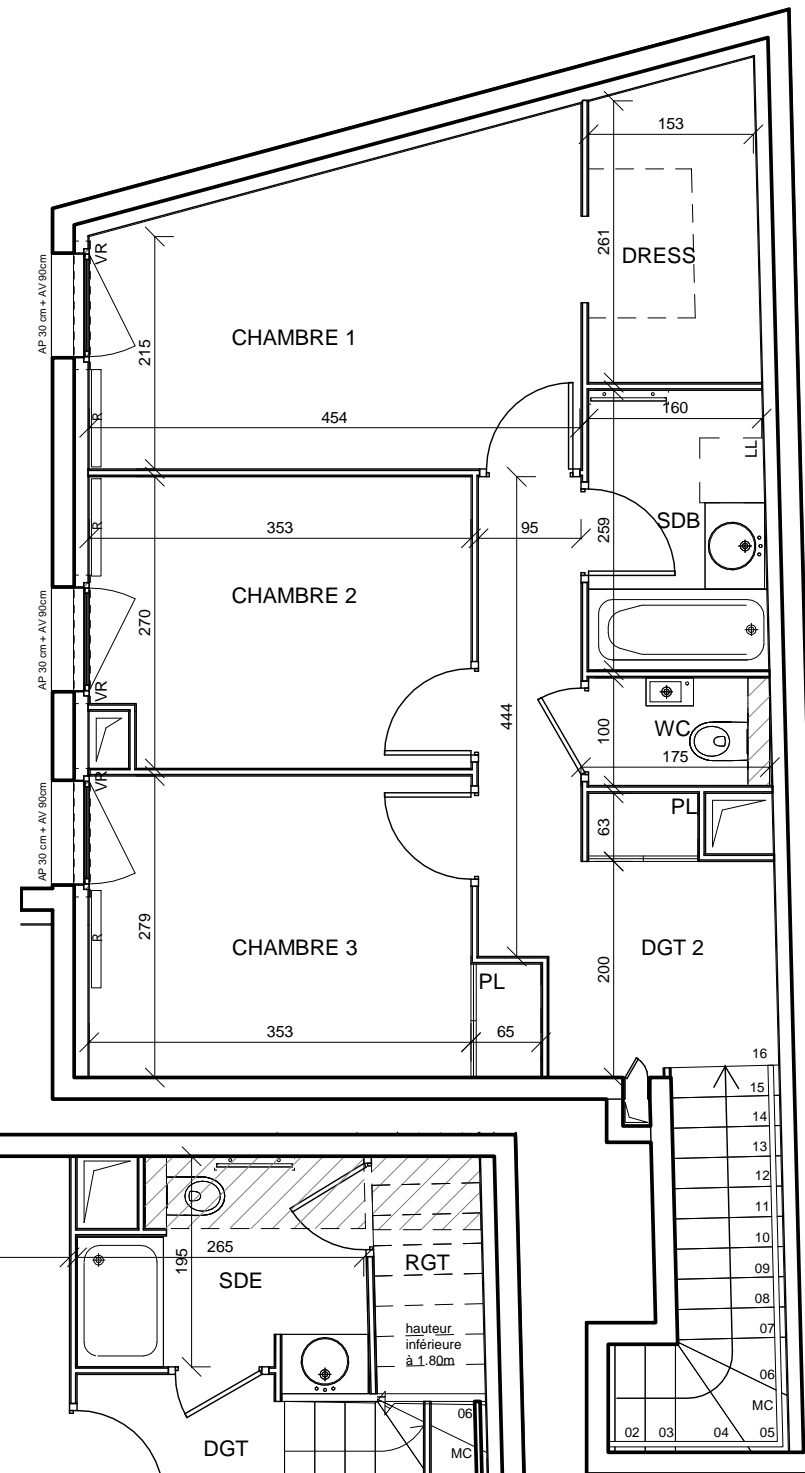 153
DRESS
261
VR
AP 30 cm + AV 90cm
215
CHAMBRE 1
R
454
160
LL
SDB
259
R
353
95
CHAMBRE 2
270
AP 30 cm + AV 90cm
VR
444
WC
100
175
VR
PL
63
AP 30 cm + AV 90cm
279
R
CHAMBRE 3
DGT 2
200
PL
353
65
16
15
14
13
12
11
10
09
08
07
06
MC
05
04
03
02
195
265
SDE
RGT
hauteur
inférieure
à 1.80m
06
MC
DGT